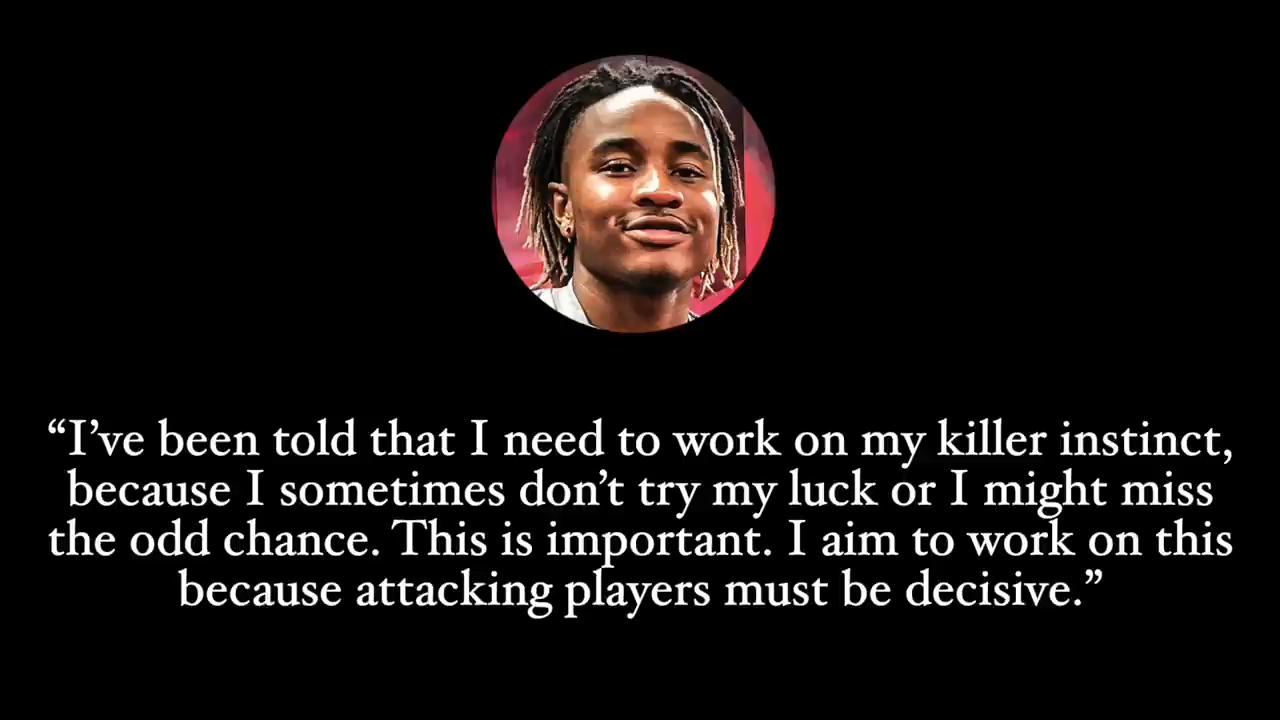 “I’ve been told that I need to work on my killer instinct,
because I sometimes don’t try my luck or I might miss
the odd chance. This is important. I aim to work on this
because attacking players must be decisive.”